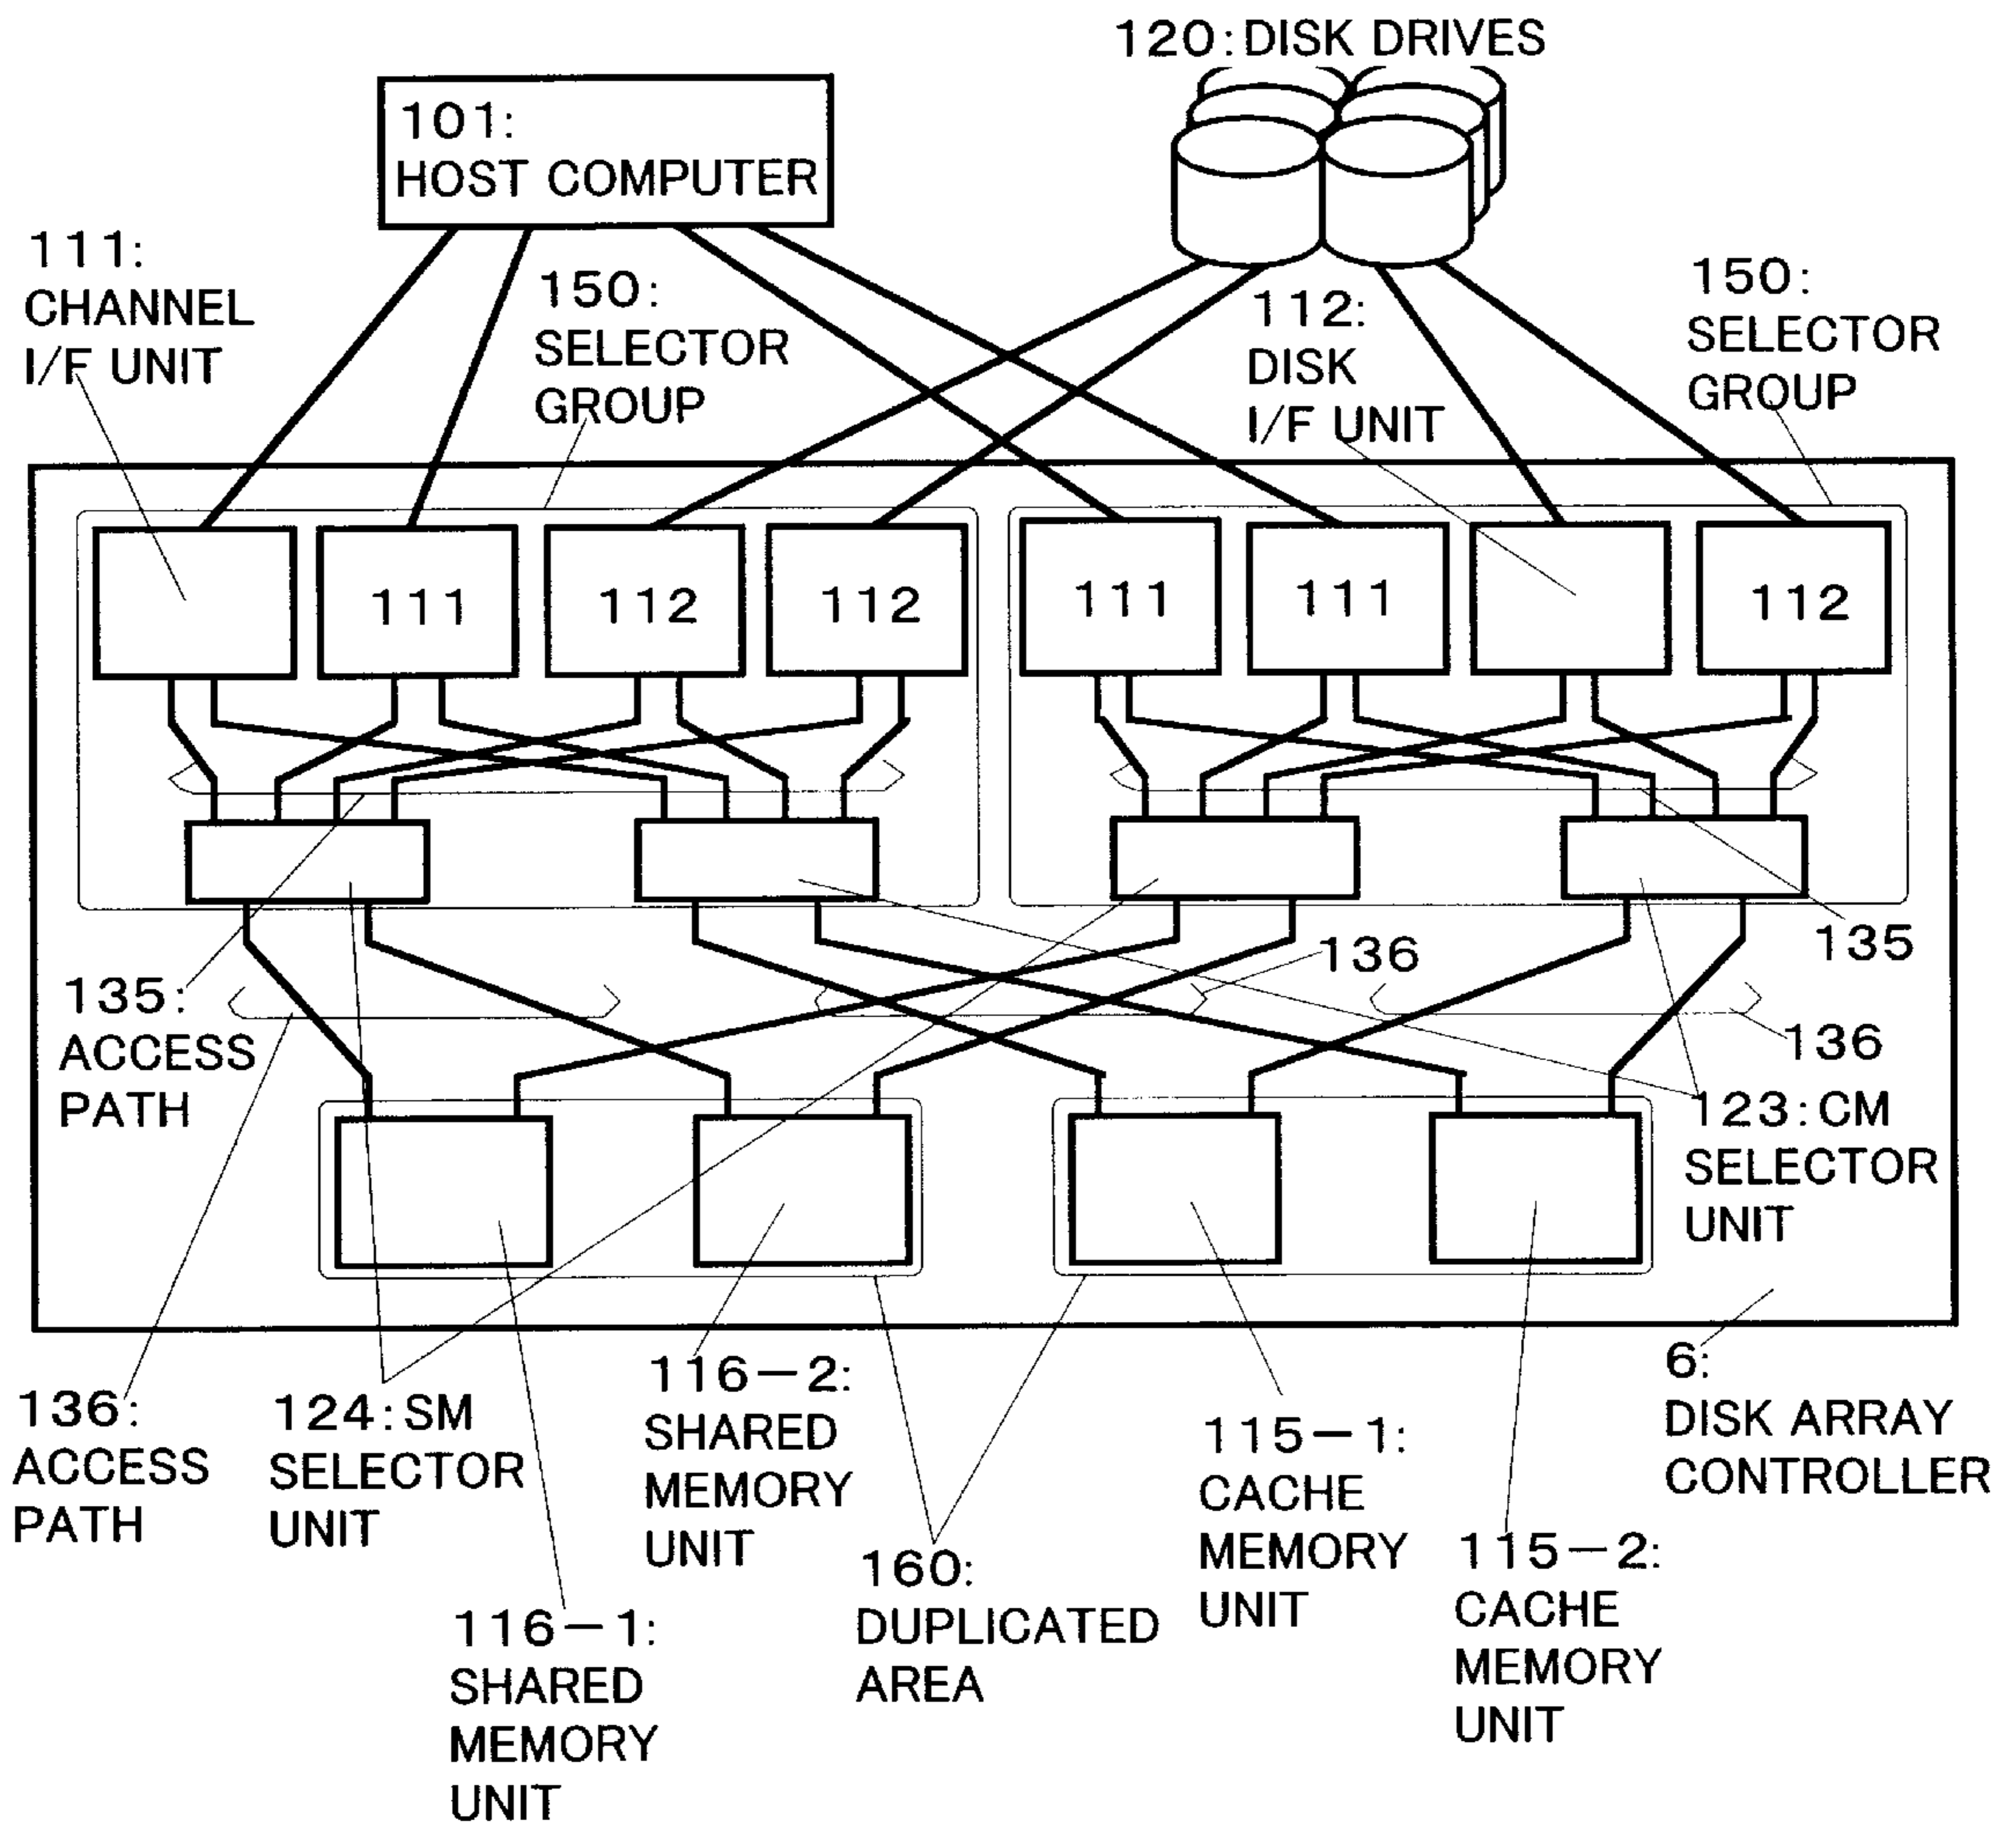 120:DISK DRIVES
101:
HOST COMPUTER
111:
CHANNEL
I/F UNIT
150:
SELECTOR
GROUP
112:
DISK
I/F UNIT
150:
SELECTOR
GROUP
111
112
112
111
111
112
135:
ACCESS
PATH
136
135
136
123:CM
SELECTOR
UNIT
136:
ACCESS
PATH
124:SM
SELECTOR
UNIT
116-2:
SHARED
MEMORY
UNIT
116-1:
SHARED
MEMORY
UNIT
160:
DUPLICATED
AREA
115-1:
CACHE
MEMORY
UNIT
115-2:
CACHE
MEMORY
UNIT
6:
DISK ARRAY
CONTROLLER